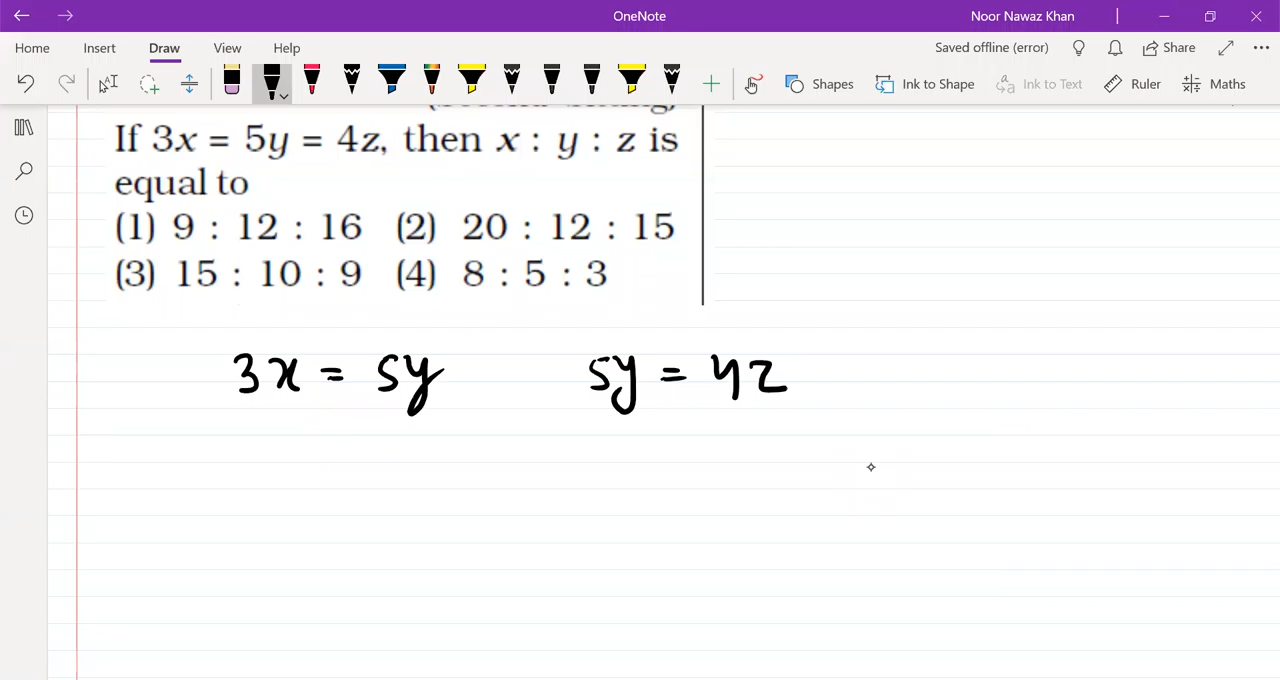 OneNote
Noor Nawaz Khan
Home Insert Draw View Help
Saved offline (error)
Share
Shapes
Ink to Shape
Ink to Text
Ruler
Maths
If 3x = 5y = 4z, then x : y : z is
equal to
(1) 9 : 12 : 16 (2) 20 : 12 : 15
(3) 15 : 10 : 9 (4) 8 : 5 : 3
3x = 5y 5y = 4z